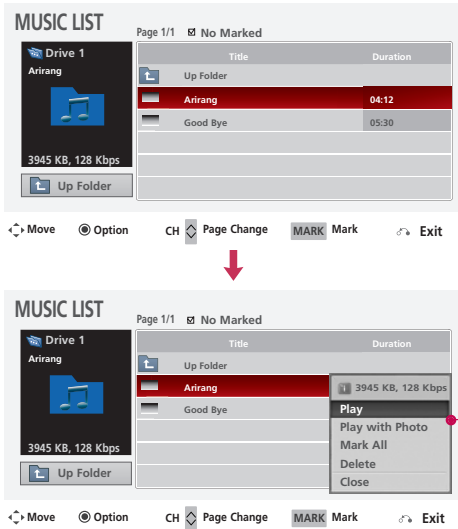 MUSIC LIST
Page 1/1 No Marked
Drive 1
Arirang
3945 KB, 128 Kbps
Up Folder
Title Duration
Up Folder
Arirang 04:12
Good Bye 05:30
Move Option CH Page Change MARK Mark Exit
MUSIC LIST
Page 1/1 No Marked
Drive 1
Arirang
3945 KB, 128 Kbps
Up Folder
Title Duration
Up Folder
Arirang
Good Bye
i 3945 KB, 128 Kbps
Play
Play with Photo
Mark All
Delete
Close
Move Option CH Page Change MARK Mark Exit